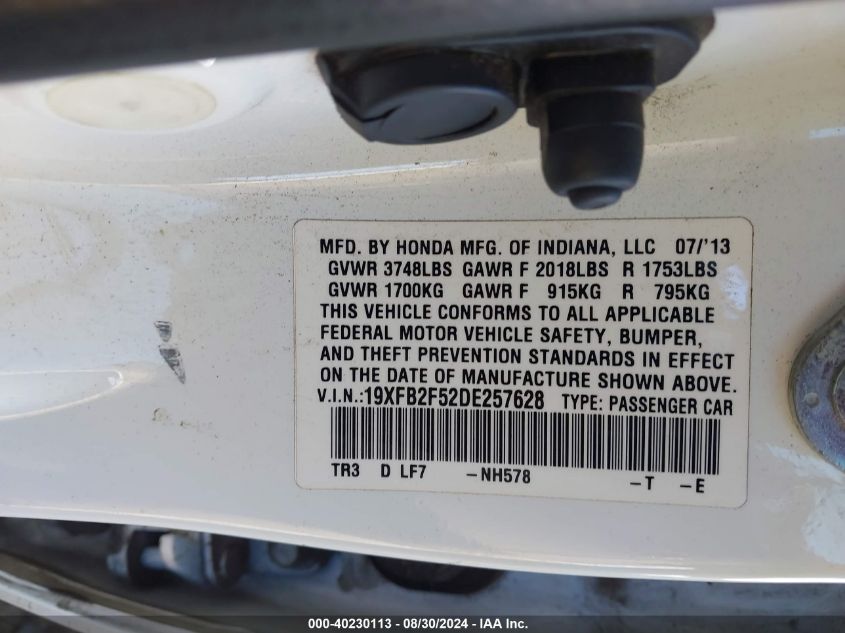 MFD. BY HONDA MFG. OF INDIANA, LLC 07/'13
GVWR 3748LBS GAWR F 2018LBS R 1753LBS
GVWR 1700KG GAWR F 915KG R 795KG
THIS VEHICLE CONFORMS TO ALL APPLICABLE
FEDERAL MOTOR VEHICLE SAFETY, BUMPER,
AND THEFT PREVENTION STANDARDS IN EFFECT
ON THE DATE OF MANUFACTURE SHOWN ABOVE.
V.I.N.:19XFB2F52DE257628 TYPE: PASSENGER CAR
TR3 D LF7 -NH578 -T -E
000-40230113 - 08/30/2024 - IAA Inc.